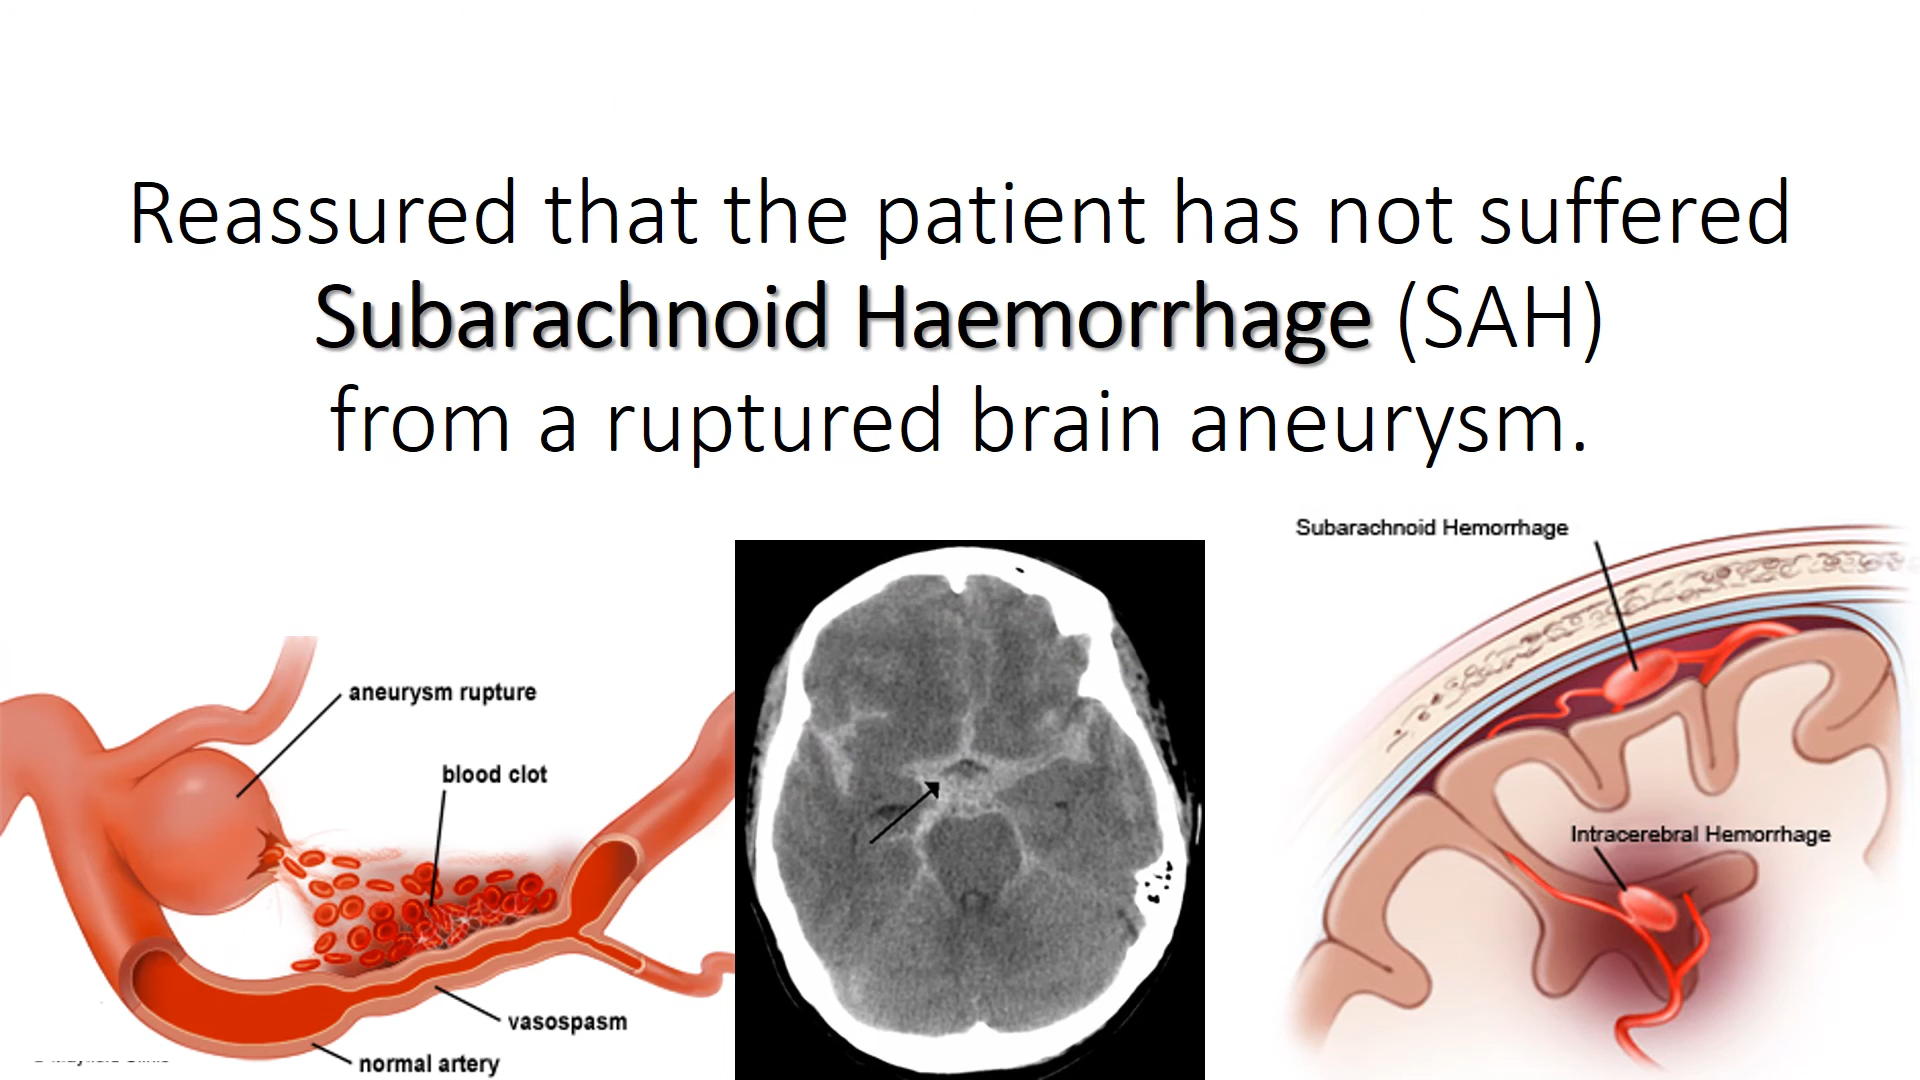 Reassured that the patient has not suffered
Subarachnoid Haemorrhage (SAH)
from a ruptured brain aneurysm.
aneurysm rupture
blood clot
vasospasm
normal artery
Subarachnoid Hemorrhage
Intracerebral Hemorrhage